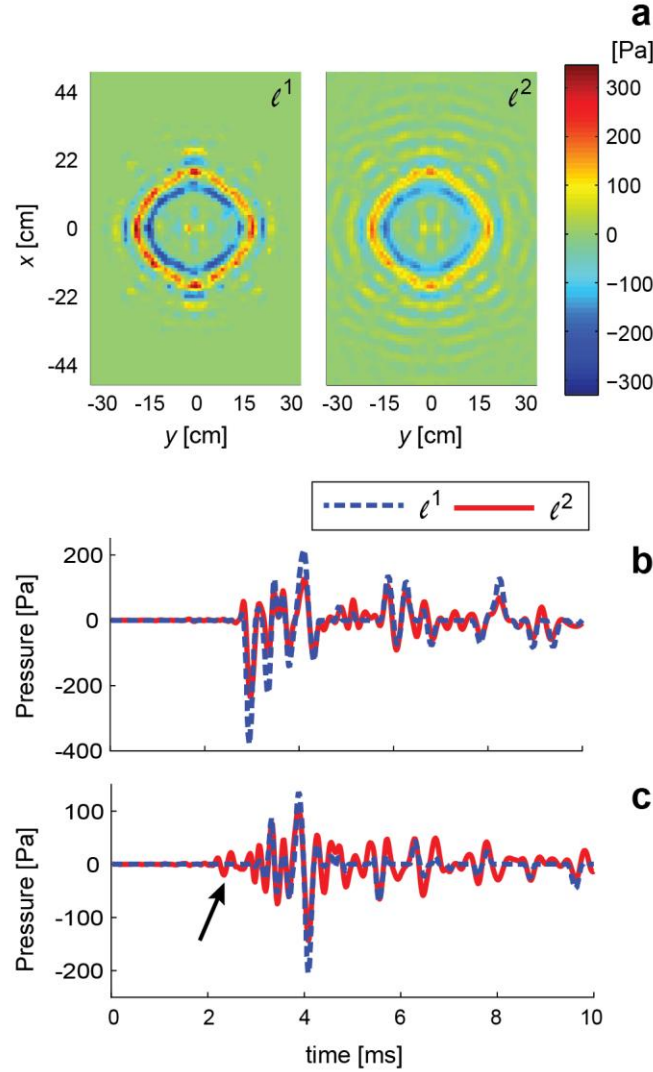 a
[Pa]
ℓ1 ℓ2
300
200
100
0
-100
-200
-300
44
22
0
-22
-44
x [cm]
-30 -15 0 15 30 -30 -15 0 15 30
y [cm] y [cm]
ℓ1 ℓ2
b
200
0
-200
-400
Pressure [Pa]
c
100
0
-100
-200
Pressure [Pa]
0 2 4 6 8 10
time [ms]